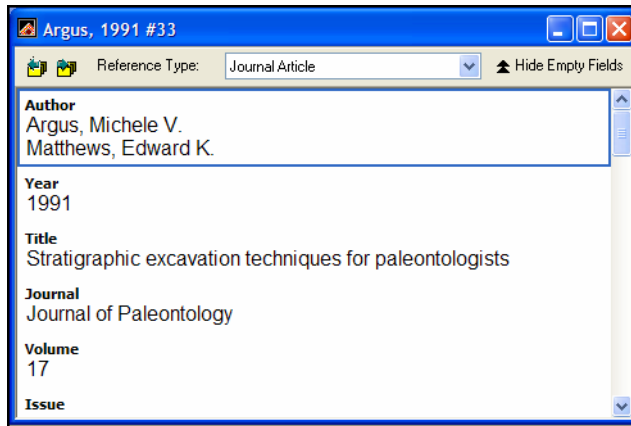 Argus, 1991 #33
Reference Type: Journal Article Hide Empty Fields
Author
Argus, Michele V.
Matthews, Edward K.
Year
1991
Title
Stratigraphic excavation techniques for paleontologists
Journal
Journal of Paleontology
Volume
17
Issue